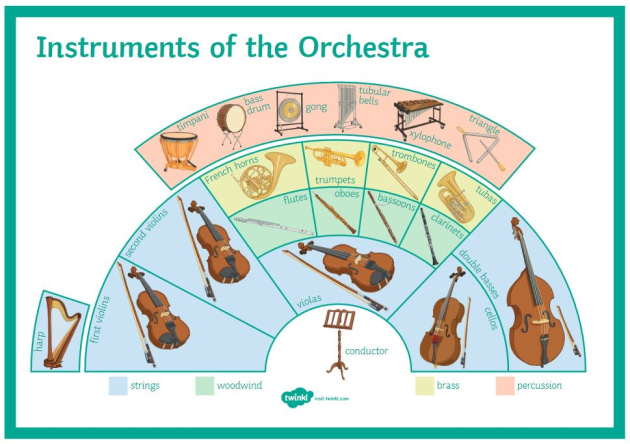 Instruments of the Orchestra
timpani
bass
drum
gong
tubular
bells
xylophone
triangle
French horns
trumpets
trombones
tubas
flutes
oboes
bassoons
clarinets
second violins
first violins
violas
double basses
cellos
harp
conductor
strings
woodwind
brass
percussion
twinkl
visit twinkl.com